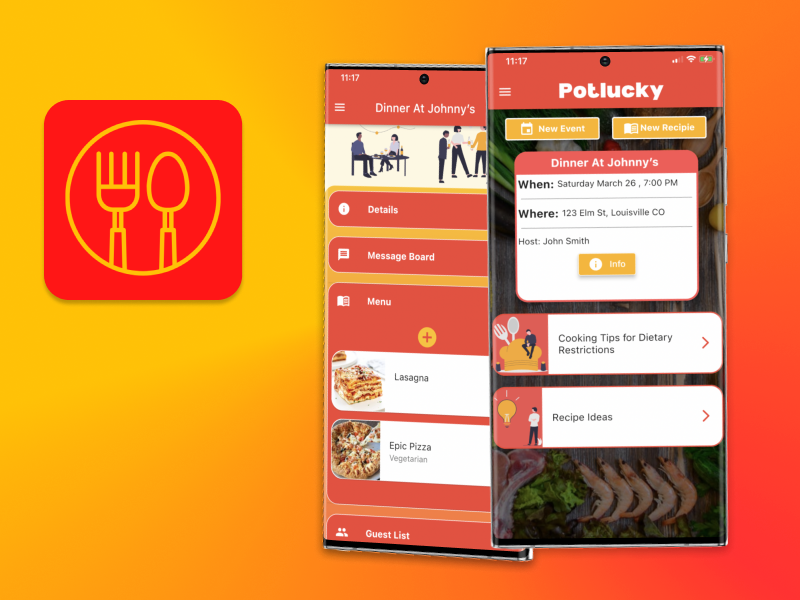 11:17
Dinner At Johnny's
Details
Message Board
Menu
Lasagna
Epic Pizza
Vegetarian
Guest List
11:17
Potlucky
New Event
New Recipie
Dinner At Johnny's
When: Saturday March 26 , 7:00 PM
Where: 123 Elm St, Louisville CO
Host: John Smith
Info
Cooking Tips for Dietary
Restrictions
Recipe Ideas